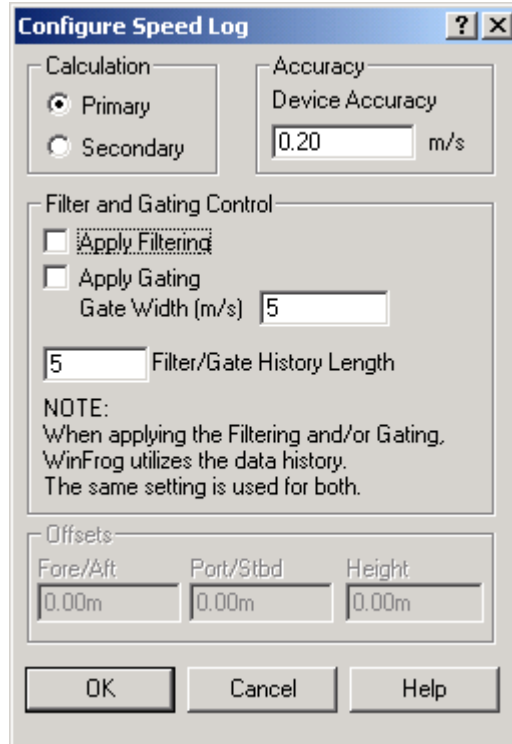 Configure Speed Log
Calculation
Primary
Secondary
Accuracy
Device Accuracy
0.20 m/s
Filter and Gating Control
Apply Filtering
Apply Gating
Gate Width (m/s) 5
5 Filter/Gate History Length
NOTE:
When applying the Filtering and/or Gating,
WinFrog utilizes the data history.
The same setting is used for both.
Offsets
Fore/Aft Port/Stbd Height
0.00m 0.00m 0.00m
OK Cancel Help